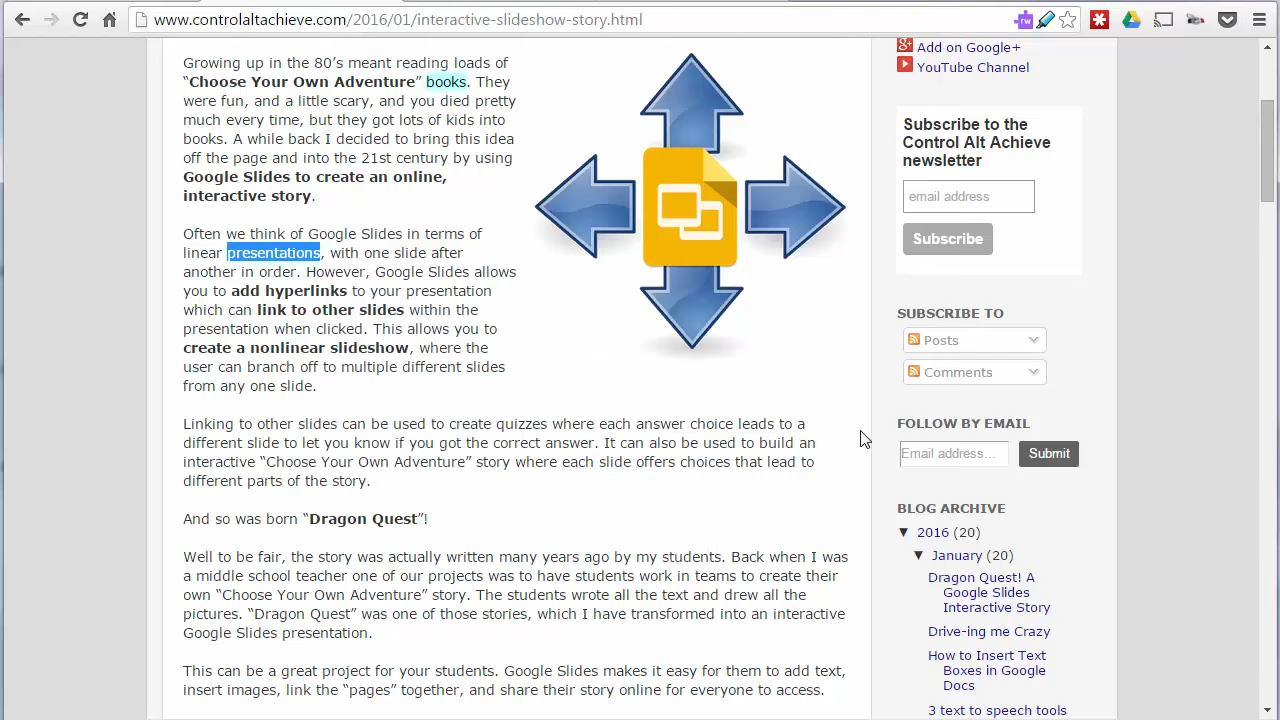 www.controlaltachieve.com/2016/01/interactive-slideshow-story.html
rw
Growing up in the 80's meant reading loads of
“Choose Your Own Adventure” books. They
were fun, and a little scary, and you died pretty
much every time, but they got lots of kids into
books. A while back I decided to bring this idea
off the page and into the 21st century by using
Google Slides to create an online,
interactive story.
Often we think of Google Slides in terms of
linear presentations, with one slide after
another in order. However, Google Slides allows
you to add hyperlinks to your presentation
which can link to other slides within the
presentation when clicked. This allows you to
create a nonlinear slideshow, where the
user can branch off to multiple different slides
from any one slide.
Linking to other slides can be used to create quizzes where each answer choice leads to a
different slide to let you know if you got the correct answer. It can also be used to build an
interactive “Choose Your Own Adventure” story where each slide offers choices that lead to
different parts of the story.
And so was born “Dragon Quest”!
Well to be fair, the story was actually written many years ago by my students. Back when I was
a middle school teacher one of our projects was to have students work in teams to create their
own “Choose Your Own Adventure” story. The students wrote all the text and drew all the
pictures. “Dragon Quest” was one of those stories, which I have transformed into an interactive
Google Slides presentation.
This can be a great project for your students. Google Slides makes it easy for them to add text,
insert images, link the “pages” together, and share their story online for everyone to access.
Add on Google+
YouTube Channel
Subscribe to the
Control Alt Achieve
newsletter
email address
Subscribe
SUBSCRIBE TO
Posts
Comments
FOLLOW BY EMAIL
Email address...
Submit
BLOG ARCHIVE
▼ 2016 (20)
▼ January (20)
Dragon Quest! A
Google Slides
Interactive Story
Drive-ing me Crazy
How to Insert Text
Boxes in Google
Docs
3 text to speech tools